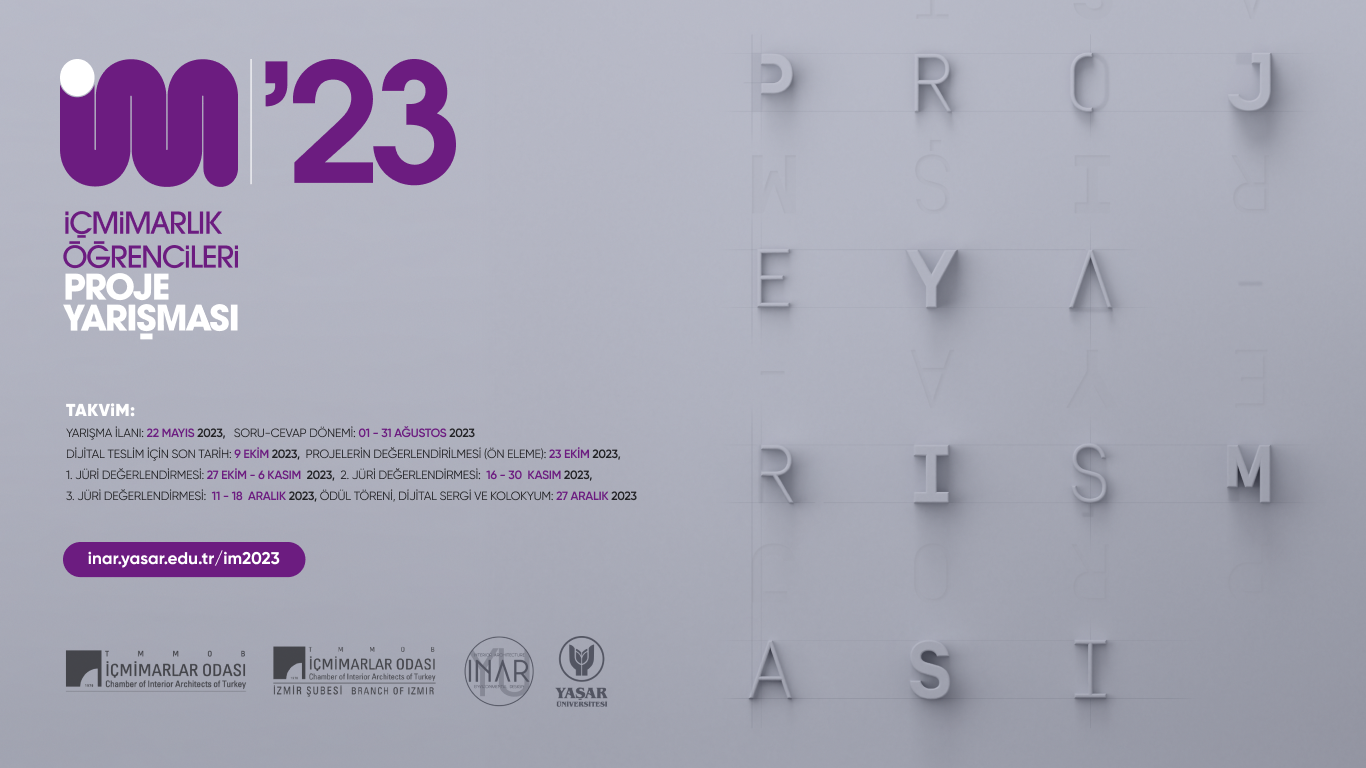 im '23
iÇMiMARLIK
ÖĞRENCiLERi
PROJE
YARIŞMASI
TAKViM:
YARIŞMA İLANI: 22 MAYIS 2023, SORU-CEVAP DÖNEMİ: 01 - 31 AĞUSTOS 2023
DİJİTAL TESLİM İÇİN SON TARİH: 9 EKİM 2023, PROJELERİN DEĞERLENDİRİLMESİ (ÖN ELEME): 23 EKİM 2023,
1. JÜRİ DEĞERLENDİRMESİ: 27 EKİM - 6 KASIM 2023, 2. JÜRİ DEĞERLENDİRMESİ: 16 - 30 KASIM 2023,
3. JÜRİ DEĞERLENDİRMESİ: 11 - 18 ARALIK 2023, ÖDÜL TÖRENİ, DİJİTAL SERGİ VE KOLOKYUM: 27 ARALIK 2023
inar.yasar.edu.tr/im2023
TMMOB
İÇMİMARLAR ODASI
Chamber of Interior Architects of Turkey
TMMOB
İÇMİMARLAR ODASI
Chamber of Interior Architects of Turkey
İZMİR ŞUBESİ BRANCH OF IZMIR
INAR
YAŞAR
ÜNİVERSİTESİ
P R O J
E Y A
R I Ş M
A S I